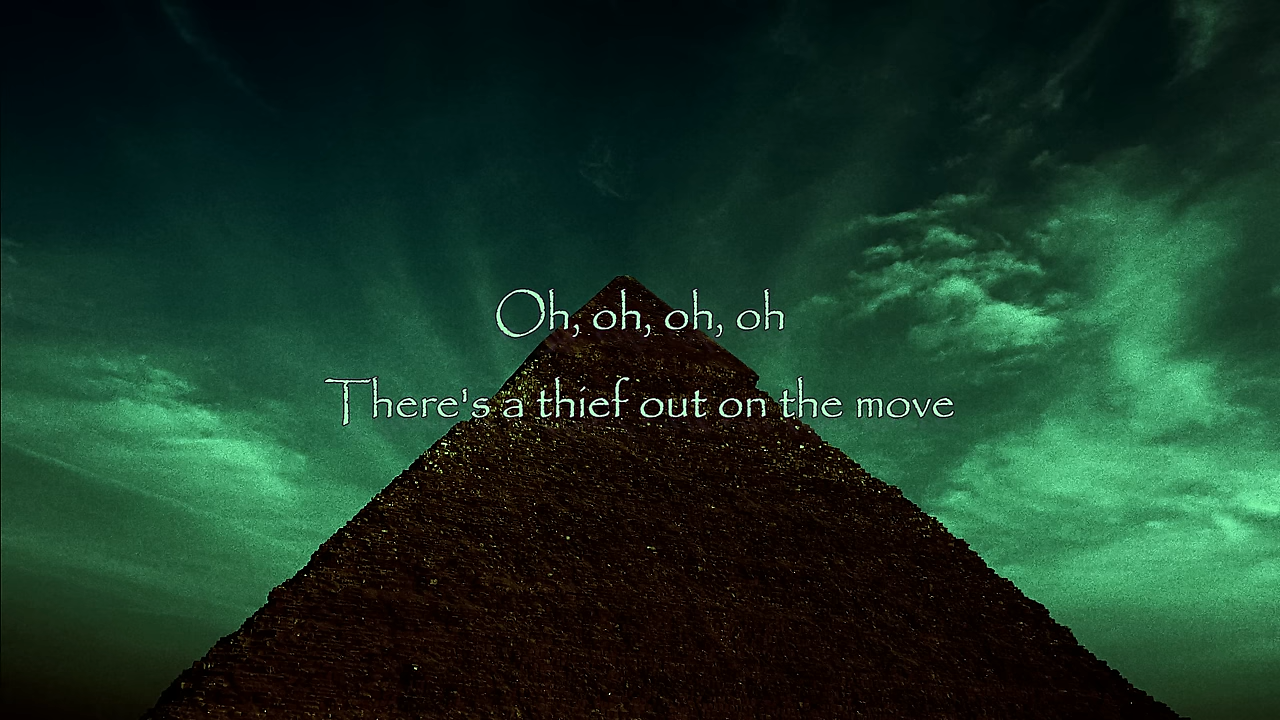 Oh, oh, oh, oh
There's a thief out on the move